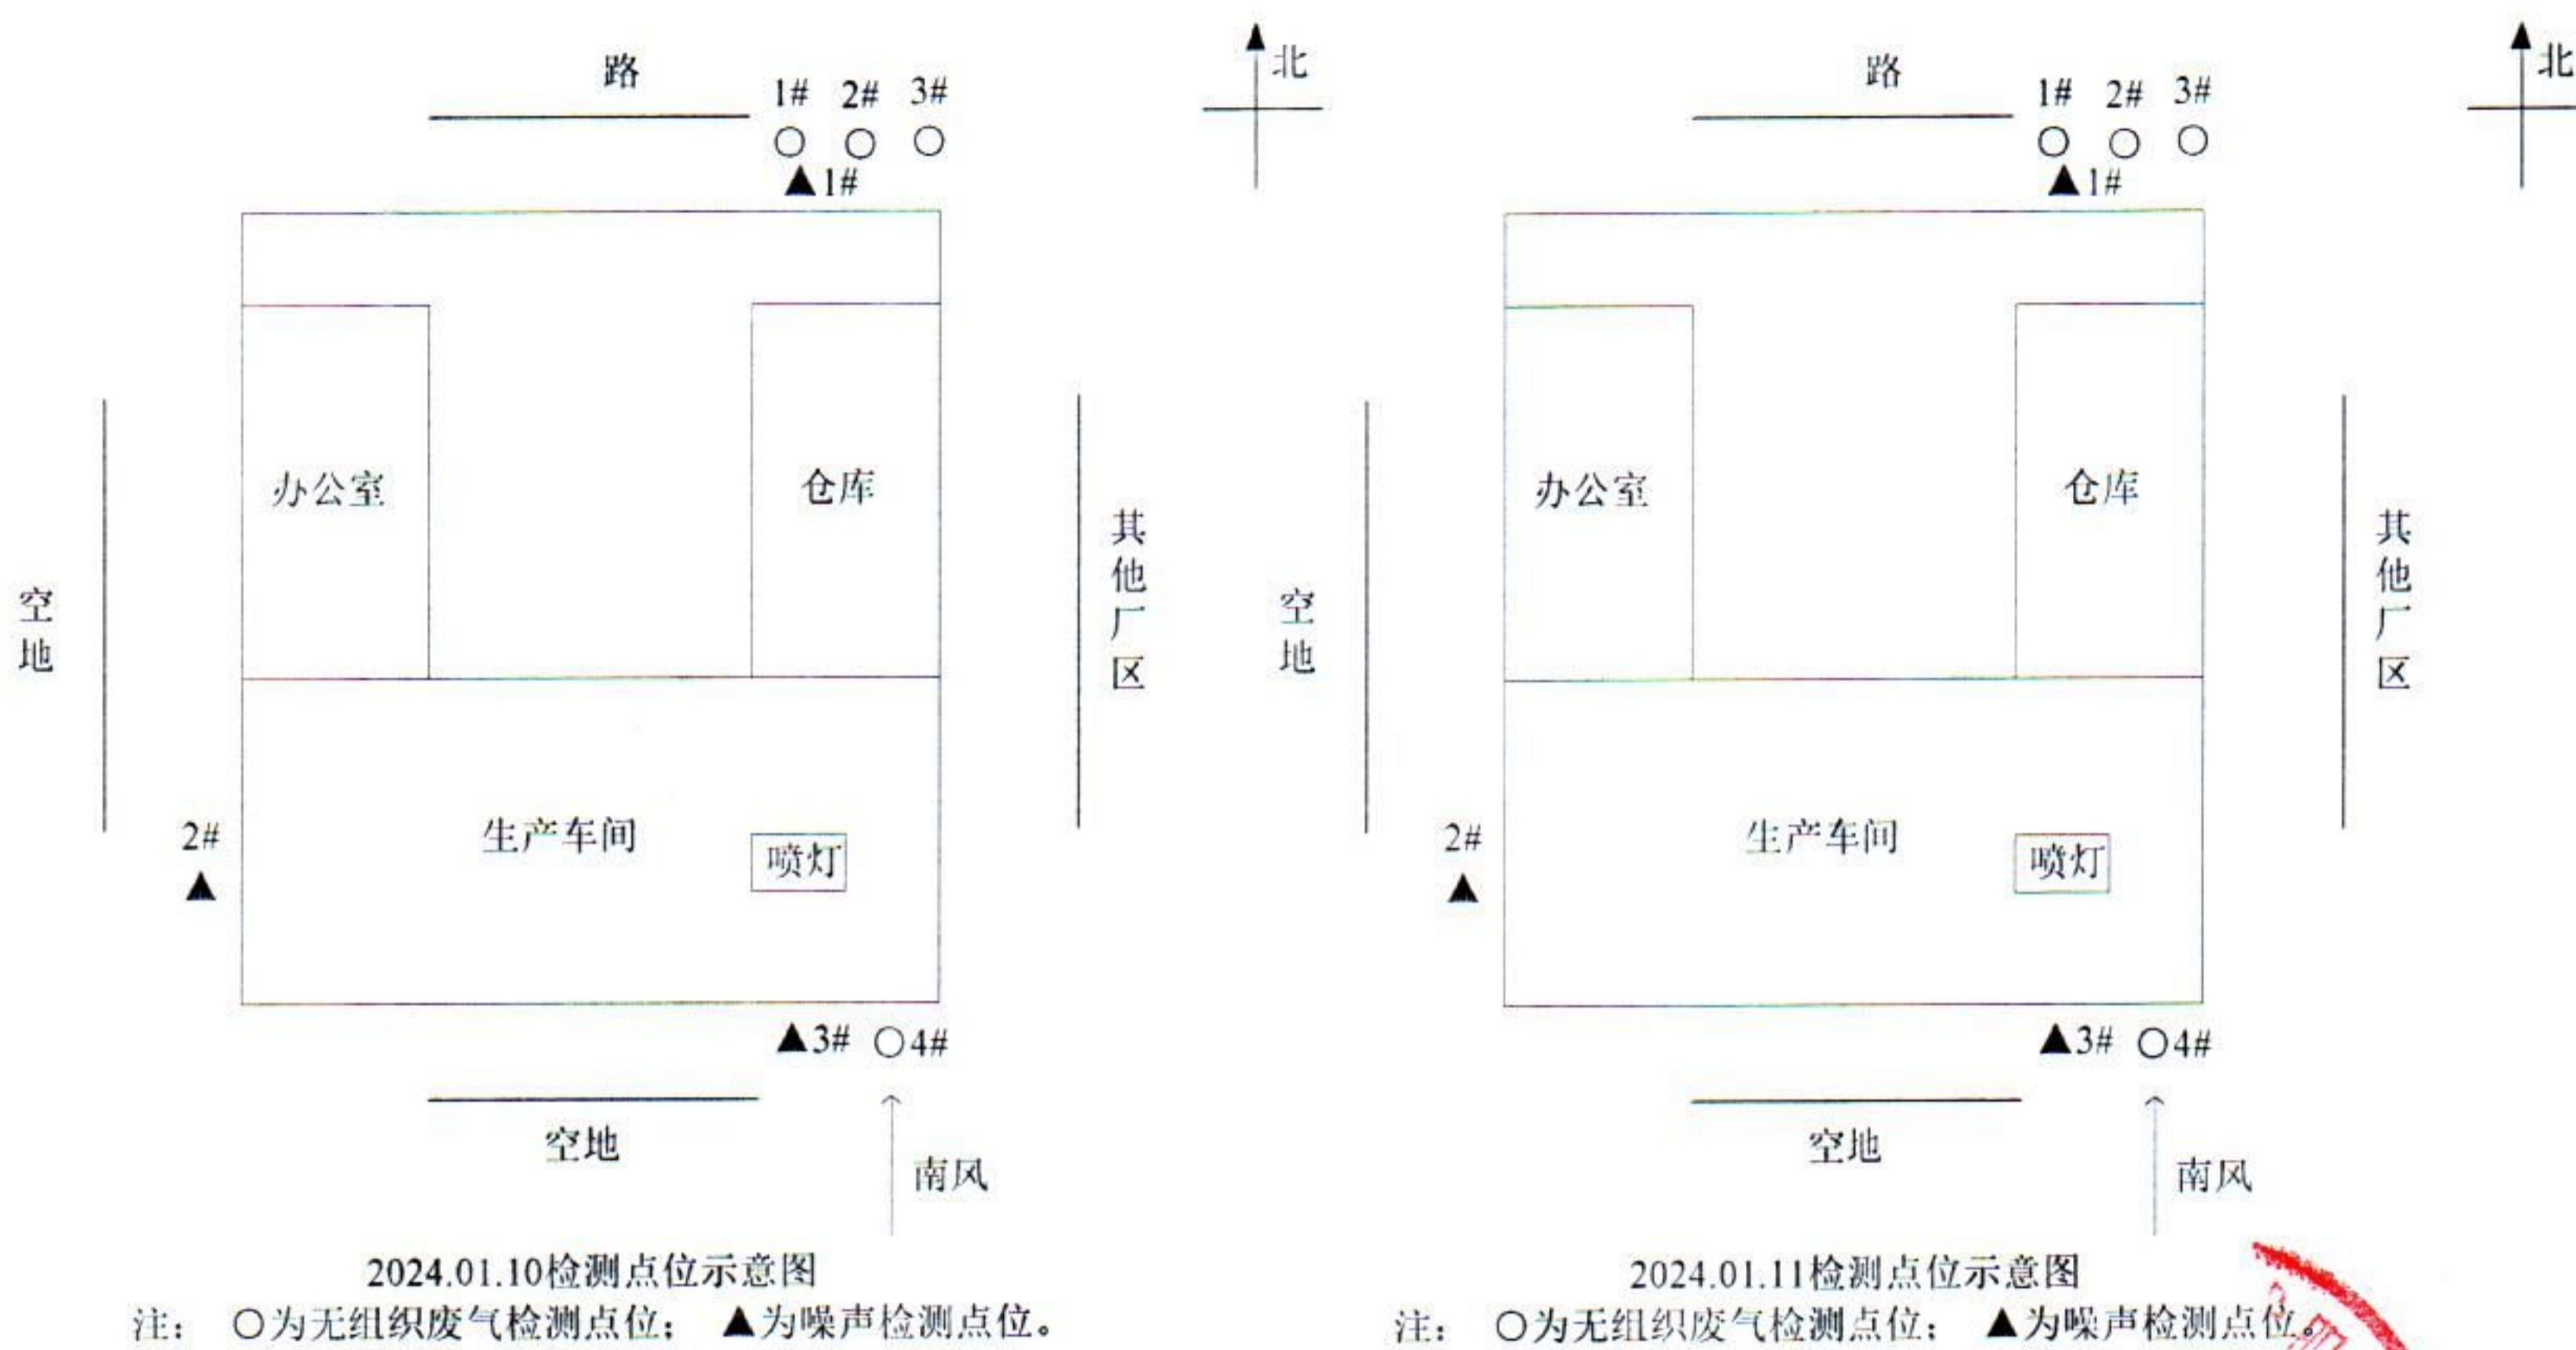 路
1# 2# 3#
○ ○ ○
▲1#
北
办公室
仓库
空地
其他厂区
2#
▲
生产车间
喷灯
▲3# ○4#
空地
南风
2024.01.10检测点位示意图
注： ○为无组织废气检测点位； ▲为噪声检测点位。
路
1# 2# 3#
○ ○ ○
▲1#
北
办公室
仓库
空地
其他厂区
2#
▲
生产车间
喷灯
▲3# ○4#
空地
南风
2024.01.11检测点位示意图
注： ○为无组织废气检测点位； ▲为噪声检测点位。